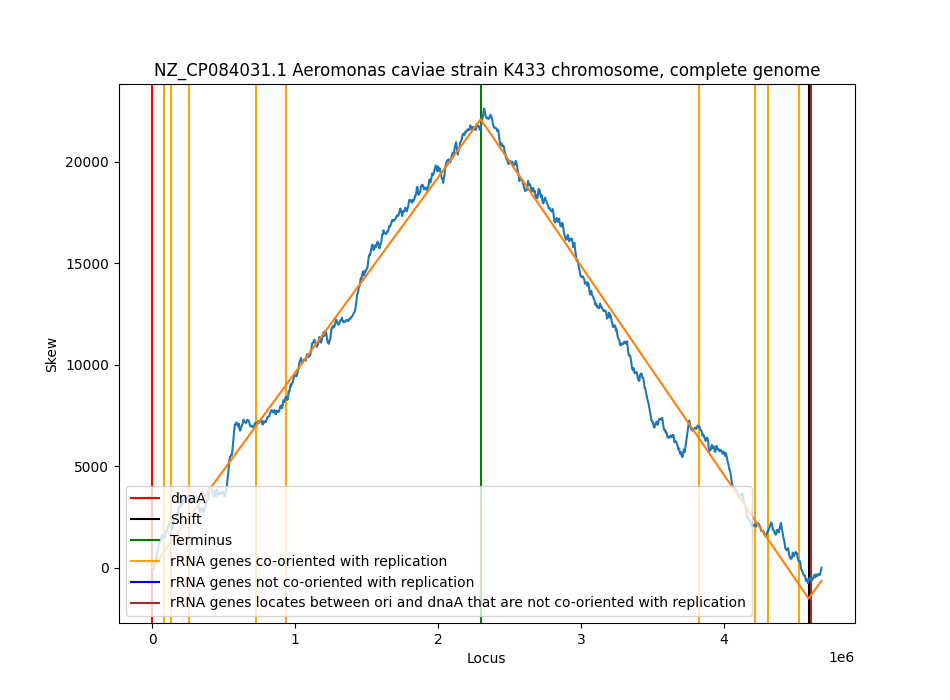 NZ_CP084031.1 Aeromonas caviae strain K433 chromosome, complete genome
Skew
20000
15000
10000
5000
0
dnaA
Shift
Terminus
rRNA genes co-oriented with replication
rRNA genes not co-oriented with replication
rRNA genes locates between ori and dnaA that are not co-oriented with replication
0 1 2 3 4
Locus
1e6